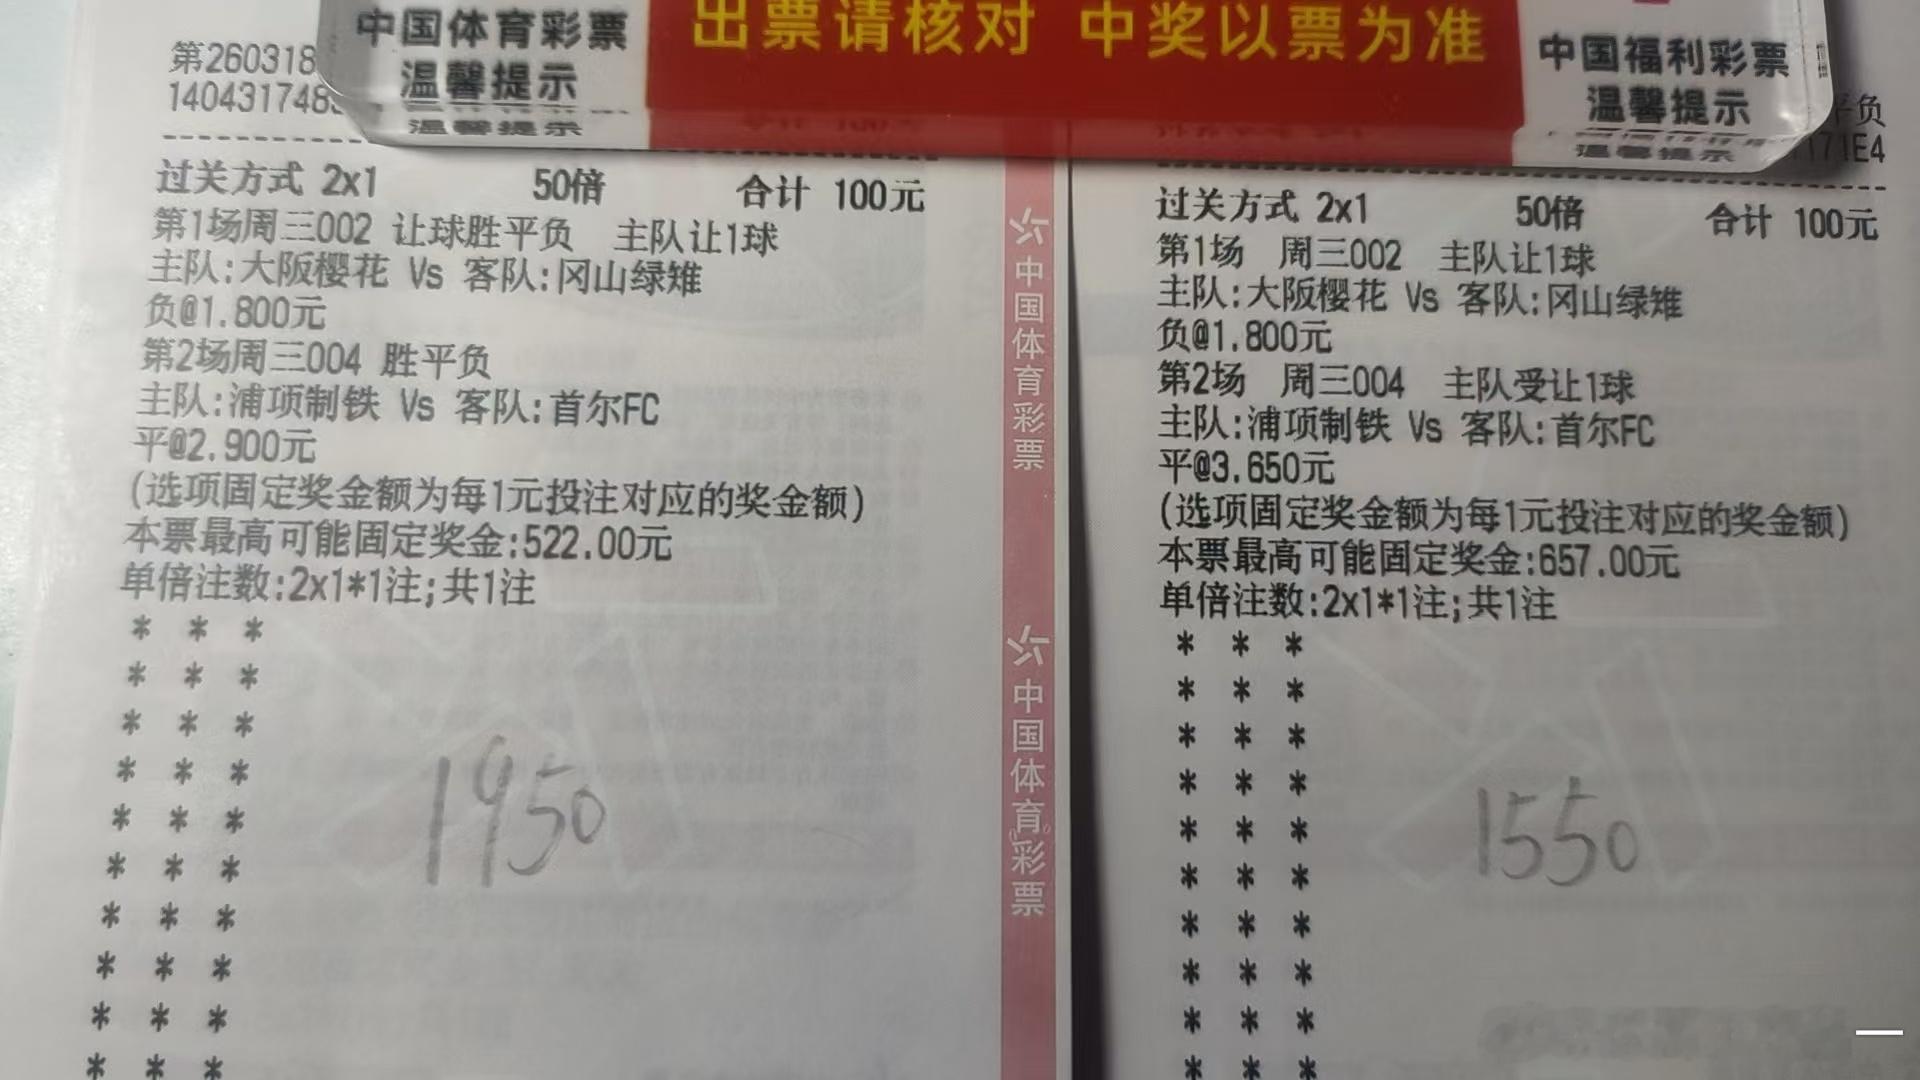 出票请核对 中奖以票为准
中国体育彩票
温馨提示
温馨提示
中国福利彩票
温馨提示
温馨提示
第260318
140431748
过关方式 2x1 50倍 合计 100元
第1场周三002 让球胜平负 主队让1球
主队:大阪樱花 Vs 客队:冈山绿雉
负@1.800元
第2场周三004 胜平负
主队:浦项制铁 Vs 客队:首尔FC
平@2.900元
(选项固定奖金额为每1元投注对应的奖金额)
本票最高可能固定奖金:522.00元
单倍注数:2x1*1注;共1注
* * *
* * *
* * *
* * *
* * *
* * *
* * *
* * *
* * *
* * *
1950
中国体育彩票
中国体育彩票
平负
171E4
过关方式 2x1 50倍 合计 100元
第1场 周三002 主队让1球
主队:大阪樱花 Vs 客队:冈山绿雉
负@1.800元
第2场 周三004 主队受让1球
主队:浦项制铁 Vs 客队:首尔FC
平@3.650元
(选项固定奖金额为每1元投注对应的奖金额)
本票最高可能固定奖金:657.00元
单倍注数:2x1*1注;共1注
* * *
* * *
* * *
* * *
* * *
* * *
* * *
* * *
* * *
* * *
1550